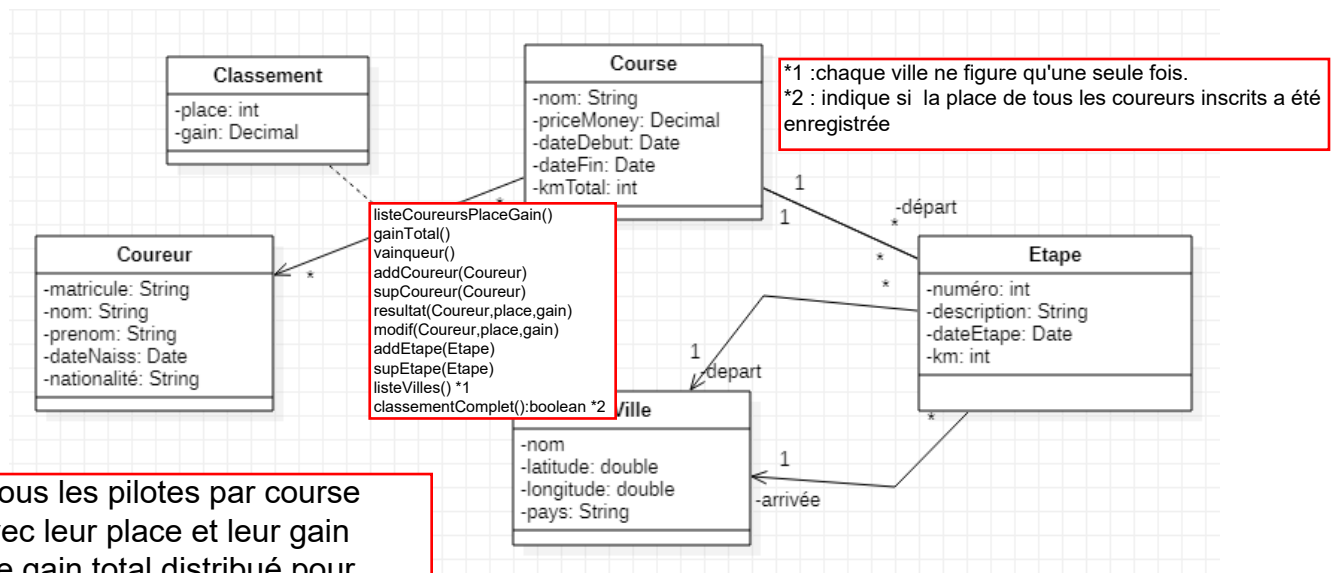 Classement
-place: int
-gain: Decimal
Course
-nom: String
-priceMoney: Decimal
-dateDebut: Date
-dateFin: Date
-kmTotal: int
*1 :chaque ville ne figure qu'une seule fois.
*2 : indique si la place de tous les coureurs inscrits a été
enregistrée
*
listeCoureursPlaceGain()
gainTotal()
vainqueur()
addCoureur(Coureur)
supCoureur(Coureur)
resultat(Coureur,place,gain)
modif(Coureur,place,gain)
addEtape(Etape)
supEtape(Etape)
listeVilles() *1
classementComplet():boolean *2
1
1
-départ
*
*
*
Coureur
-matricule: String
-nom: String
-prenom: String
-dateNaiss: Date
-nationalité: String
*
Etape
-numéro: int
-description: String
-dateEtape: Date
-km: int
1
-depart
Ville
-nom
-latitude: double
-longitude: double
-pays: String
*
1
-arrivée
ous les pilotes par course
vec leur place et leur gain
e gain total distribué pour